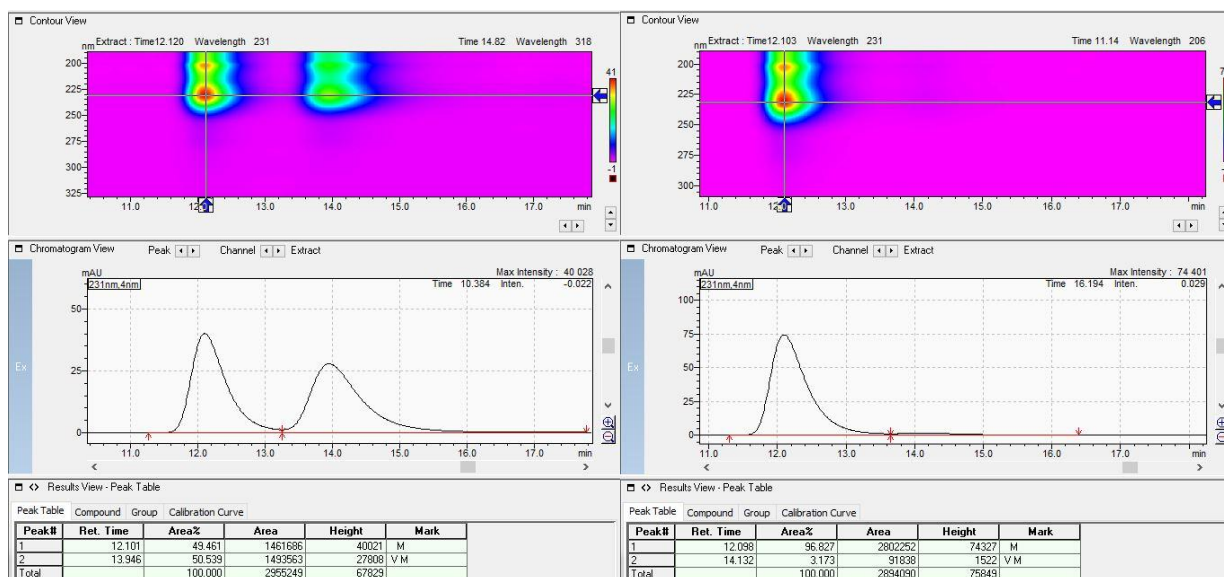 Contour View
Extract : Time12.120 Wavelength 231 Time 14.82 Wavelength 318
nm
200
225
250
275
300
325
41
-1
11.0 12.0 13.0 14.0 15.0 16.0 17.0 min
Chromatogram View Peak Channel Extract
mAU
Max Intensity : 40 028
231nm,4nm
Time 10.384 Inten. -0.022
50
25
0
Ex
11.0 12.0 13.0 14.0 15.0 16.0 17.0 min
Results View - Peak Table
Peak Table Compound Group Calibration Curve
Peak# Ret. Time Area% Area Height Mark
1 12.101 49.461 1461686 40021 M
2 13.946 50.539 1493563 27808 V M
Total 100.000 2955249 67829
Contour View
Extract : Time12.103 Wavelength 231 Time 11.14 Wavelength 206
nm
200
225
250
275
300
7
11.0 12.0 13.0 14.0 15.0 16.0 17.0 min
Chromatogram View Peak Channel Extract
mAU
Max Intensity : 74 401
231nm,4nm
Time 16.194 Inten. 0.029
100
75
50
25
0
Ex
11.0 12.0 13.0 14.0 15.0 16.0 17.0 min
Results View - Peak Table
Peak Table Compound Group Calibration Curve
Peak# Ret. Time Area% Area Height Mark
1 12.098 96.827 2802252 74327 M
2 14.132 3.173 91838 1522 V M
Total 100.000 2894090 75849